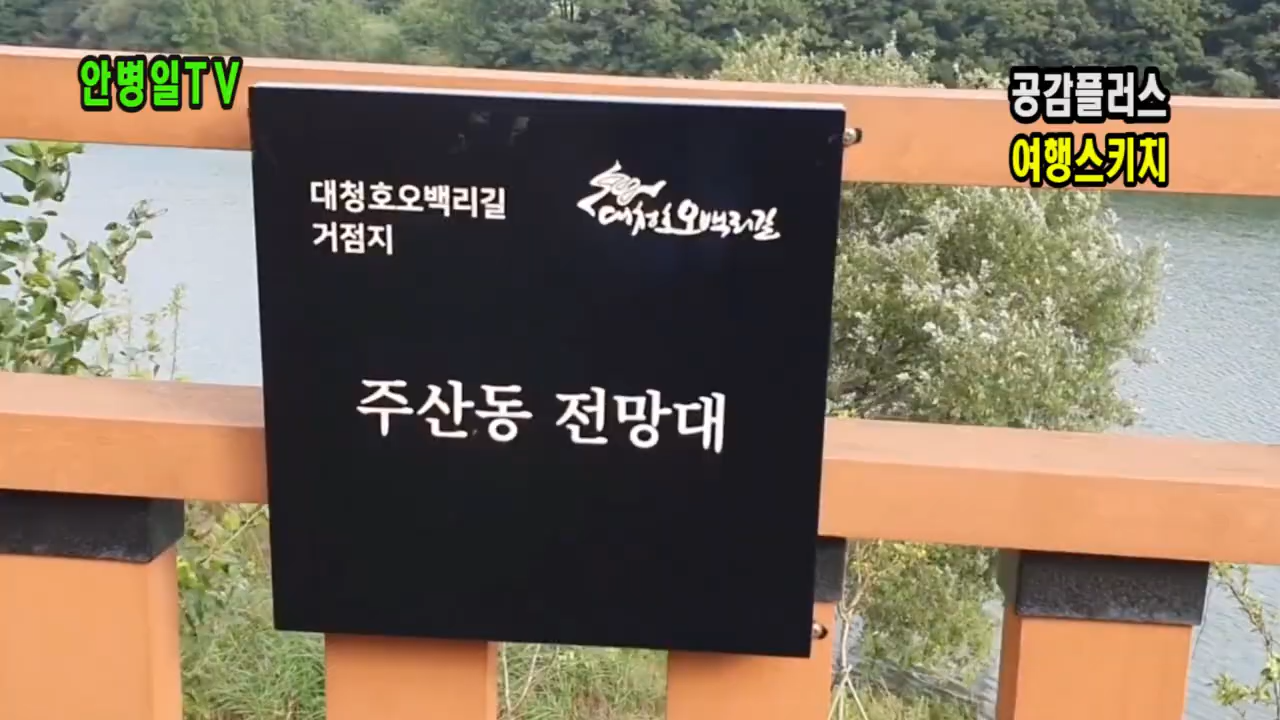 안병일TV
공감플러스
여행스키치
대청호오백리길
거점지
대청호오백리길
주산동 전망대